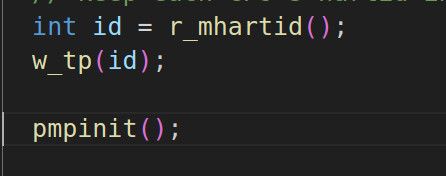 int id = r_mhartid();
w_tp(id);
pmpinit();